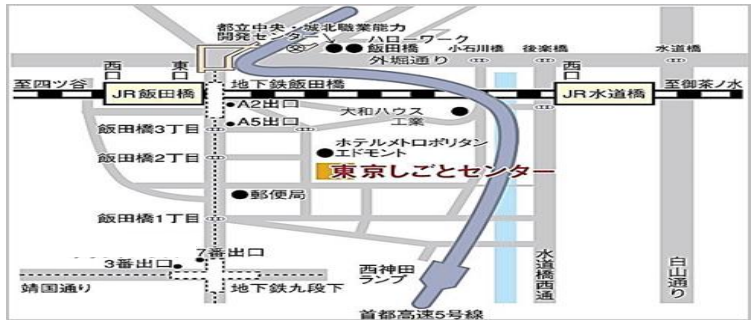 都立中央・城北職業能力
開発センター
ハローワーク
飯田橋
小石川橋
後楽橋
水道橋
外堀通り
西口
東口
西口
至四ツ谷
JR飯田橋
地下鉄飯田橋
JR水道橋
至御茶ノ水
A2出口
大和ハウス
工業
A5出口
飯田橋3丁目
ホテルメトロポリタン
エドモント
飯田橋2丁目
東京しごとセンター
郵便局
飯田橋1丁目
7番出口
3番出口
西神田
ランプ
水道橋西通
白山通り
靖国通り
地下鉄九段下
首都高速5号線